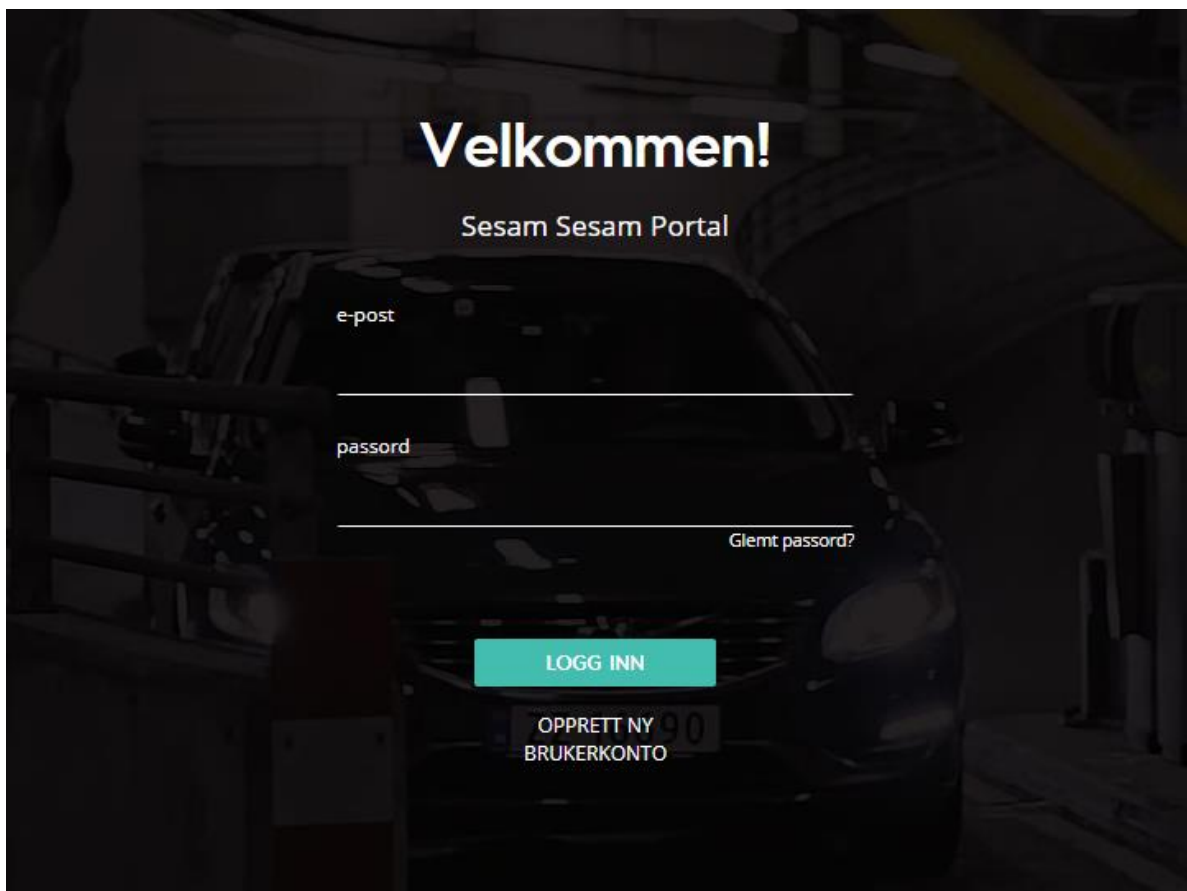 Velkommen!
Sesam Sesam Portal
e-post
passord
Glemt passord?
LOGG INN
OPPRETT NY
BRUKERKONTO